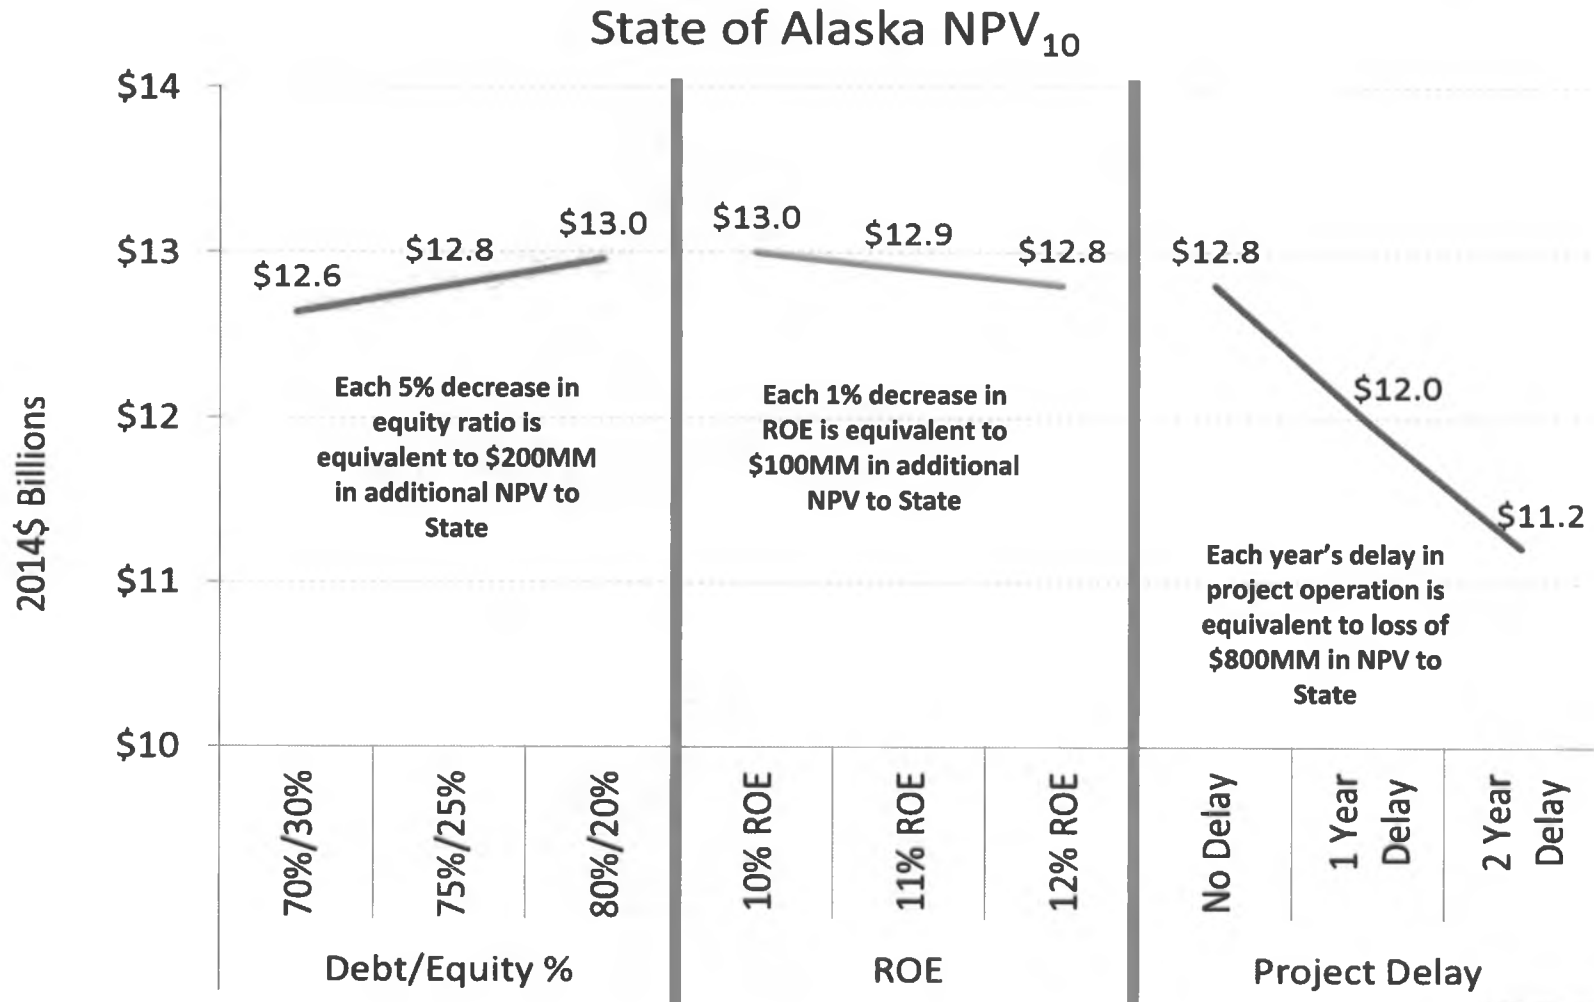 State of Alaska NPV10
2014$ Billions
$14
$13
$12
$11
$10
$12.6
$12.8
$13.0
Each 5% decrease in
equity ratio is
equivalent to $200MM
in additional NPV to
State
70%/30%
75%/25%
80%/20%
Debt/Equity %
$13.0
$12.9
$12.8
Each 1% decrease in
ROE is equivalent to
$100MM in additional
NPV to State
10% ROE
11% ROE
12% ROE
ROE
$12.8
$12.0
$11.2
Each year's delay in
project operation is
equivalent to loss of
$800MM in NPV to
State
No Delay
1 Year
Delay
2 Year
Delay
Project Delay